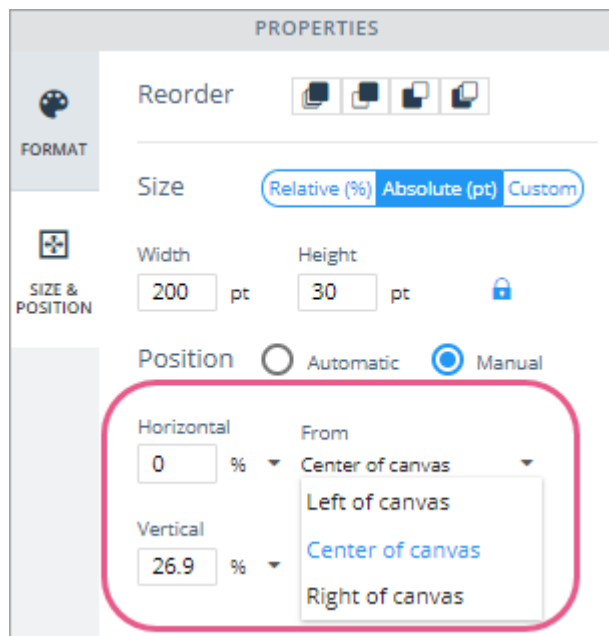 PROPERTIES
FORMAT
SIZE &
POSITION
Reorder
Size Relative (%) Absolute (pt) Custom
Width Height
200 pt 30 pt
Position Automatic Manual
Horizontal From
0 % Center of canvas
Left of canvas
Vertical
Center of canvas
26.9 %
Right of canvas